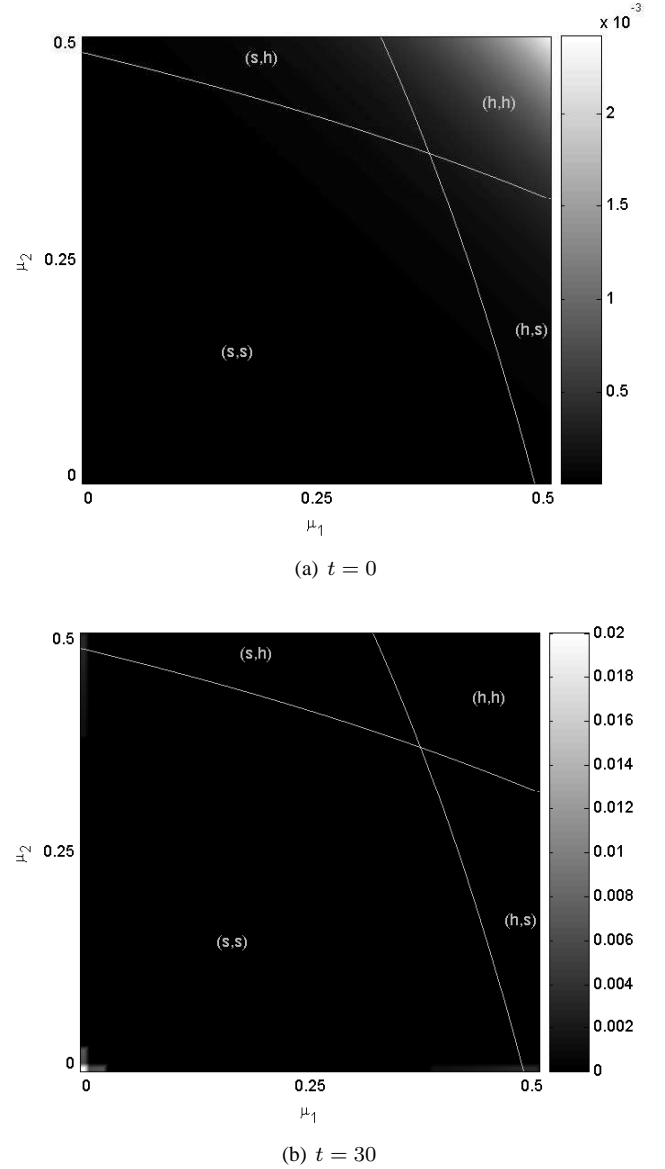 x 10⁻³
0.5
(s,h)
(h,h)
2
1.5
μ₂
0.25
1
(h,s)
(s,s)
0.5
0
0
0.25
0.5
μ₁
(a) t = 0
0.5
0.02
(s,h)
0.018
(h,h)
0.016
0.014
0.012
μ₂
0.25
0.01
0.008
(h,s)
0.006
(s,s)
0.004
0.002
0
0
0
0.25
0.5
μ₁
(b) t = 30